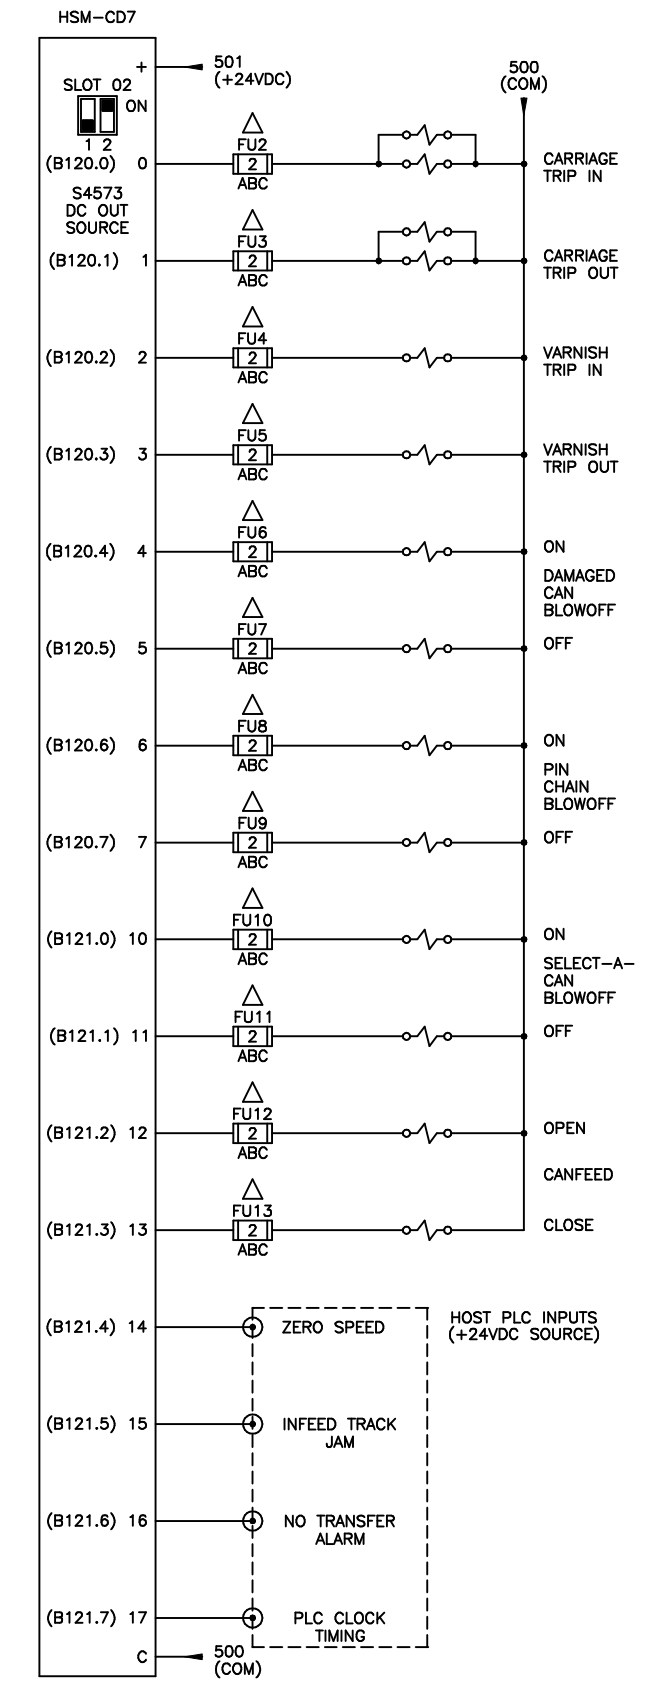 HSM-CD7
+ 501
(+24VDC)
500
(COM)
SLOT 02
ON
1 2
FU2
(B120.0) 0 2 CARRIAGE
TRIP IN
ABC
S4573
DC OUT
SOURCE
FU3
(B120.1) 1 2 CARRIAGE
TRIP OUT
ABC
FU4
(B120.2) 2 2 VARNISH
TRIP IN
ABC
FU5
(B120.3) 3 2 VARNISH
TRIP OUT
ABC
FU6
(B120.4) 4 2 ON
ABC
DAMAGED
CAN
BLOWOFF
FU7
(B120.5) 5 2 OFF
ABC
FU8
(B120.6) 6 2 ON
ABC
PIN
CHAIN
BLOWOFF
FU9
(B120.7) 7 2 OFF
ABC
FU10
(B121.0) 10 2 ON
ABC
SELECT-A-
CAN
BLOWOFF
FU11
(B121.1) 11 2 OFF
ABC
FU12
(B121.2) 12 2 OPEN
ABC
CANFEED
FU13
(B121.3) 13 2 CLOSE
ABC
HOST PLC INPUTS
(+24VDC SOURCE)
(B121.4) 14 ZERO SPEED
(B121.5) 15 INFEED TRACK
JAM
(B121.6) 16 NO TRANSFER
ALARM
(B121.7) 17 PLC CLOCK
TIMING
C 500
(COM)